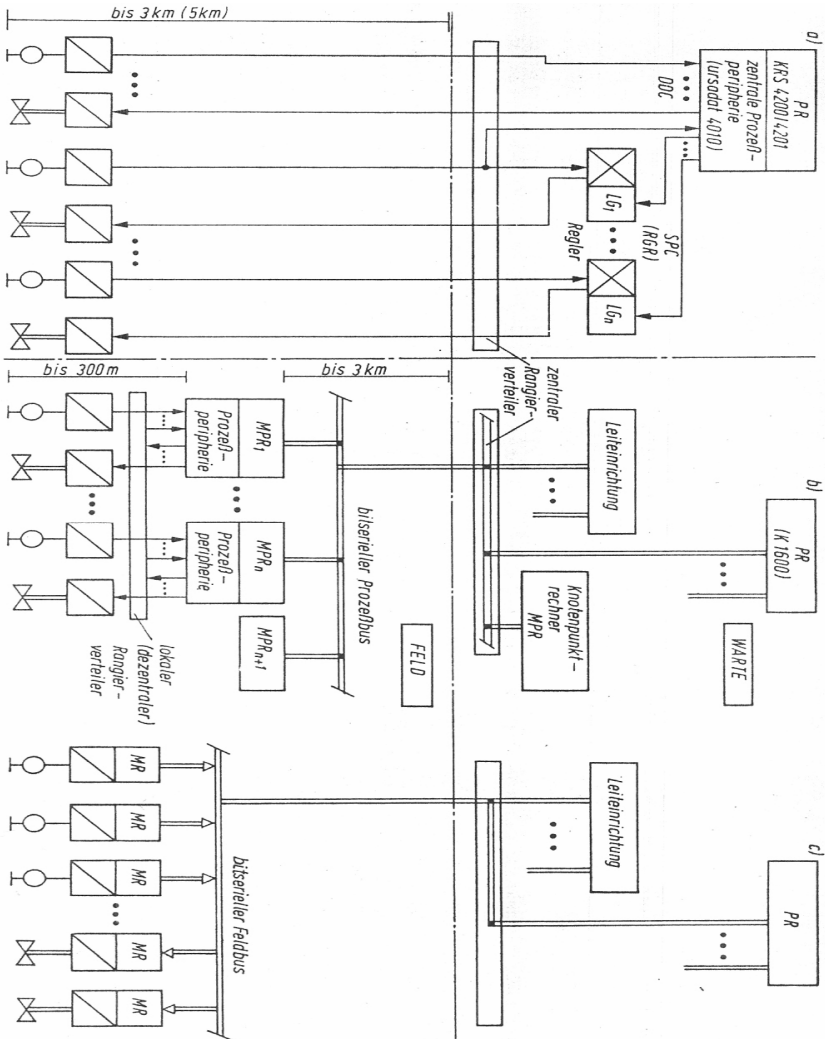 a)
PR
KRS 4200/4201
zentrale Prozeß-
peripherie
(ursadat 4010)
DDC
SPC
(RGR)
LG1
LGn
Regler
bis 3 km (5 km)
b)
PR
(K 1600)
WARTE
Leiteinrichtung
Knotenpunkt-
rechner
MPR
zentraler
Rangier-
verteiler
FELD
bis 3 km
bitserieller Prozeßbus
MPR1
Prozeß-
peripherie
MPRn
Prozeß-
peripherie
MPRn+1
bis 300 m
lokaler
(dezentraler)
Rangier-
verteiler
c)
PR
Leiteinrichtung
bitserieller Feldbus
MR
MR
MR
MR
MR